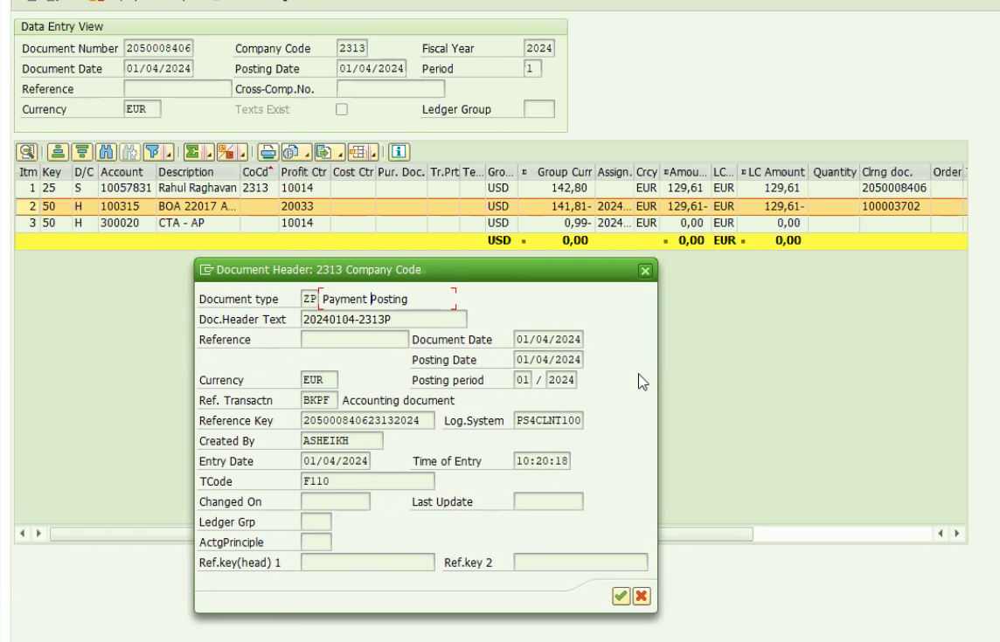 Data Entry View
Document Number 2050008406 Company Code 2313 Fiscal Year 2024
Document Date 01/04/2024 Posting Date 01/04/2024 Period 1
Reference Cross-Comp.No.
Currency EUR Texts Exist Ledger Group
Itm Key D/C Account Description CoCd Profit Ctr Cost Ctr Pur. Doc. Tr.Prt Te... Gro... Σ Group Curr Assign. Crcy ΣAmou... LC... Σ LC Amount Quantity Clrng doc. Order
1 25 S 10057831 Rahul Raghavan 2313 10014 USD 142,80 EUR 129,61 EUR 129,61 2050008406
2 50 H 100315 BOA 22017 A... 20033 USD 141,81- 2024... EUR 129,61- EUR 129,61- 100003702
3 50 H 300020 CTA - AP 10014 USD 0,99- 2024... EUR 0,00 EUR 0,00
USD 0,00 0,00 EUR 0,00
Document Header: 2313 Company Code
Document type ZP Payment Posting
Doc.Header Text 20240104-2313P
Reference Document Date 01/04/2024
Posting Date 01/04/2024
Currency EUR Posting period 01 / 2024
Ref. Transactn BKPF Accounting document
Reference Key 205000840623132024 Log.System PS4CLNT100
Created By ASHEIKH
Entry Date 01/04/2024 Time of Entry 10:20:18
TCode F110
Changed On Last Update
Ledger Grp
ActgPrinciple
Ref.key(head) 1 Ref.key 2